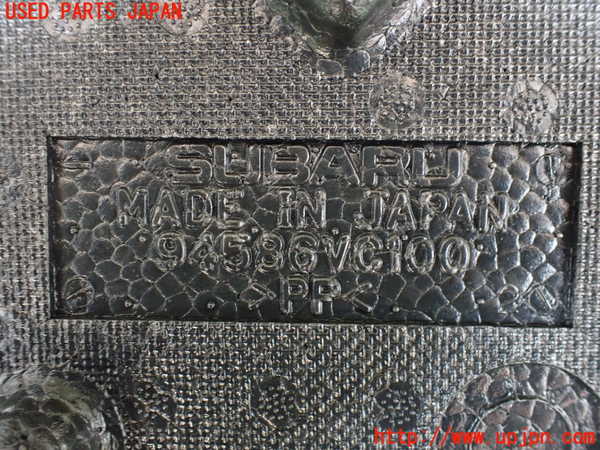 USED PARTS JAPAN
SUBARU
MADE IN JAPAN
94586VC100
>PP<
http://www.upjpn.com/